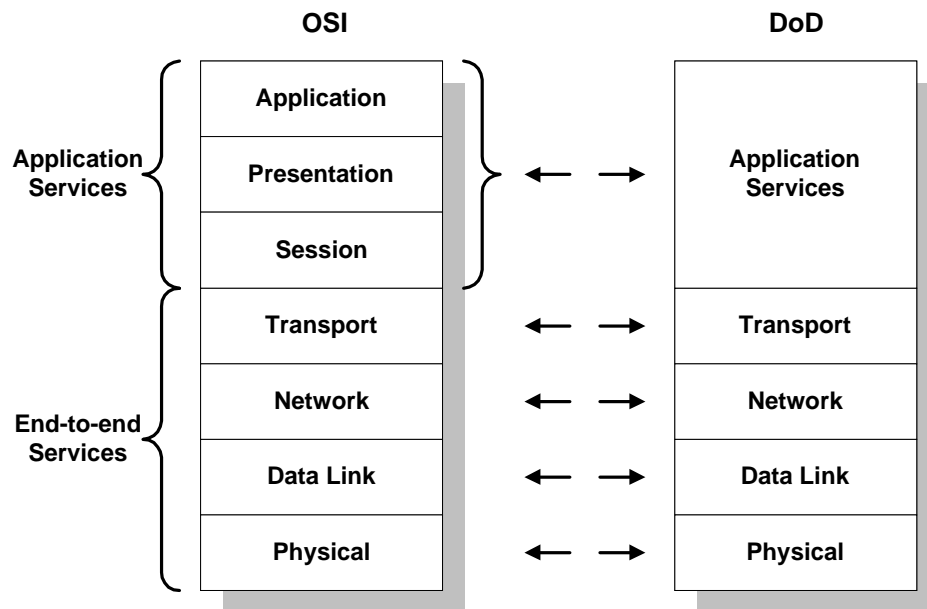 OSI
DoD
Application
Services
Application
Presentation
Session
Application
Services
End-to-end
Services
Transport
Network
Data Link
Physical
Transport
Network
Data Link
Physical